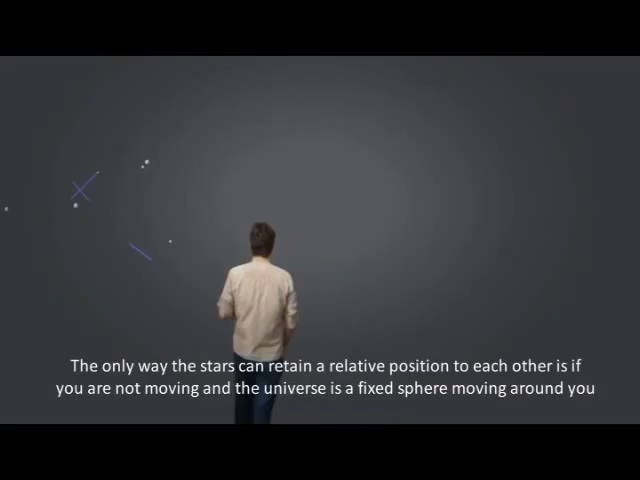 The only way the stars can retain a relative position to each other is if
you are not moving and the universe is a fixed sphere moving around you